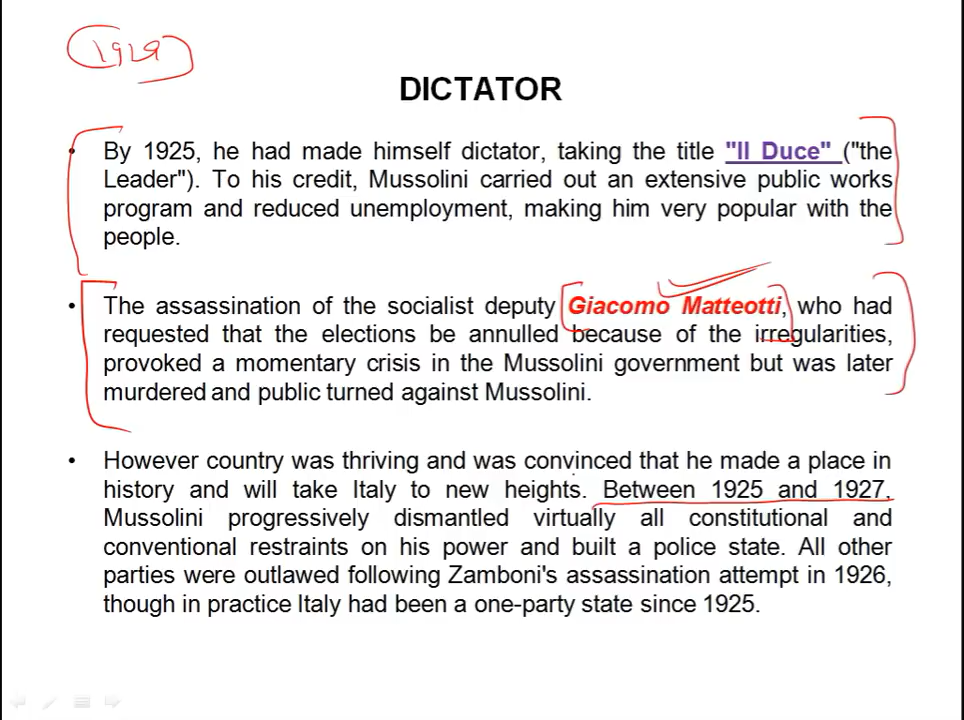 DICTATOR
• By 1925, he had made himself dictator, taking the title "Il Duce" ("the
Leader"). To his credit, Mussolini carried out an extensive public works
program and reduced unemployment, making him very popular with the
people.
• The assassination of the socialist deputy Giacomo Matteotti, who had
requested that the elections be annulled because of the irregularities,
provoked a momentary crisis in the Mussolini government but was later
murdered and public turned against Mussolini.
• However country was thriving and was convinced that he made a place in
history and will take Italy to new heights. Between 1925 and 1927,
Mussolini progressively dismantled virtually all constitutional and
conventional restraints on his power and built a police state. All other
parties were outlawed following Zamboni's assassination attempt in 1926,
though in practice Italy had been a one-party state since 1925.